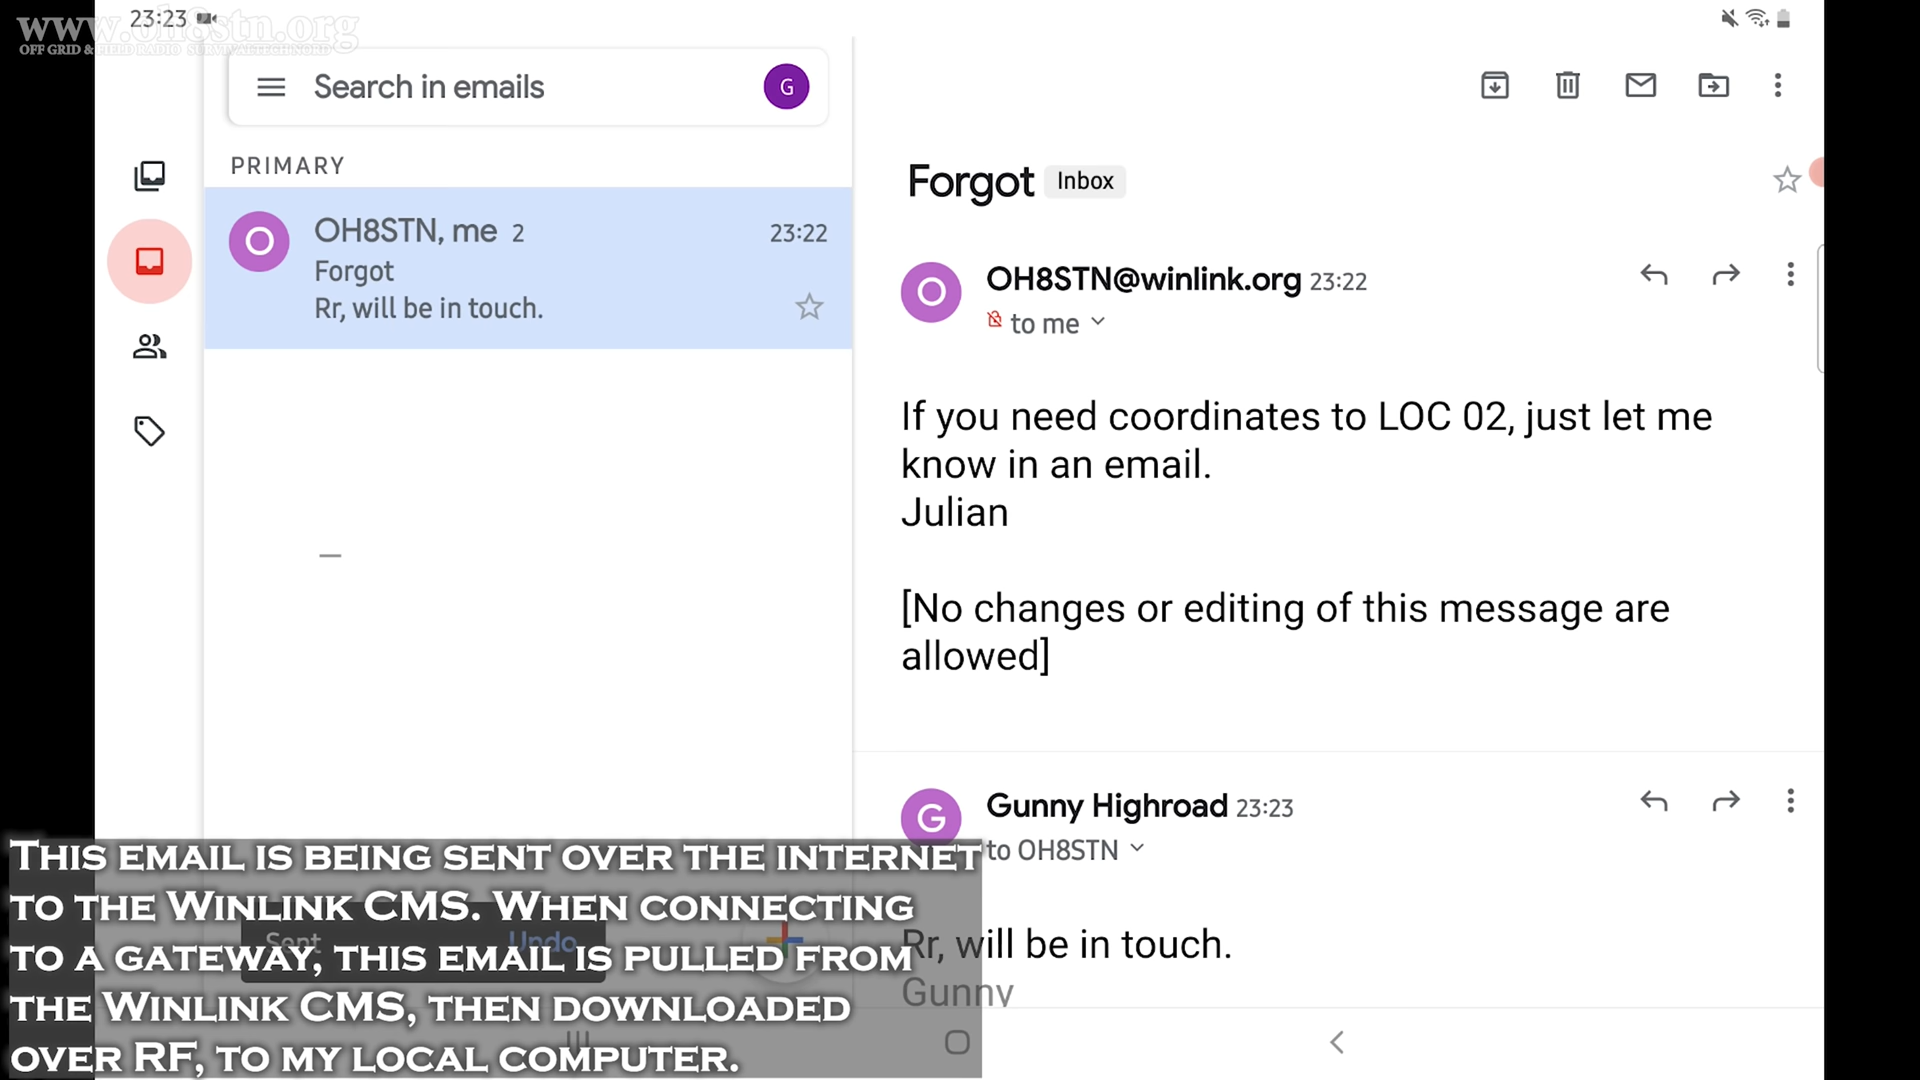 www.oh8stn.org
OFF GRID & FIELD RADIO SURVIVALTECH NORD
23:23
Search in emails
G
PRIMARY
O
OH8STN, me 2
23:22
Forgot
Rr, will be in touch.
Forgot
Inbox
O
OH8STN@winlink.org 23:22
to me
If you need coordinates to LOC 02, just let me
know in an email.
Julian
[No changes or editing of this message are
allowed]
G
Gunny Highroad 23:23
to OH8STN
Rr, will be in touch.
Gunny
Sent
Undo
This email is being sent over the internet
to the Winlink CMS. When connecting
to a gateway, this email is pulled from
the Winlink CMS, then downloaded
over RF, to my local computer.